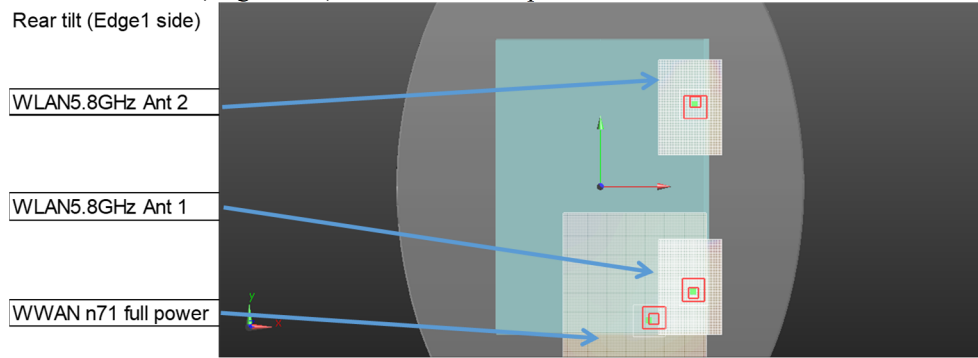 Rear tilt (Edge1 side)
WLAN5.8GHz Ant 2
WLAN5.8GHz Ant 1
WWAN n71 full power
y
x